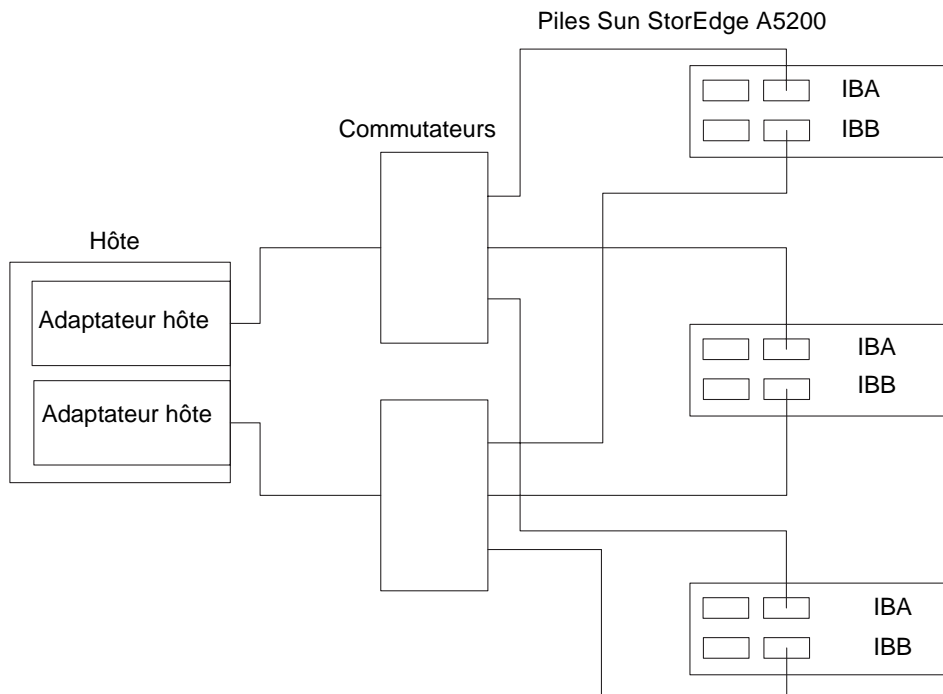 Piles Sun StorEdge A5200
IBA
IBB
Commutateurs
Hôte
Adaptateur hôte
Adaptateur hôte
IBA
IBB
IBA
IBB